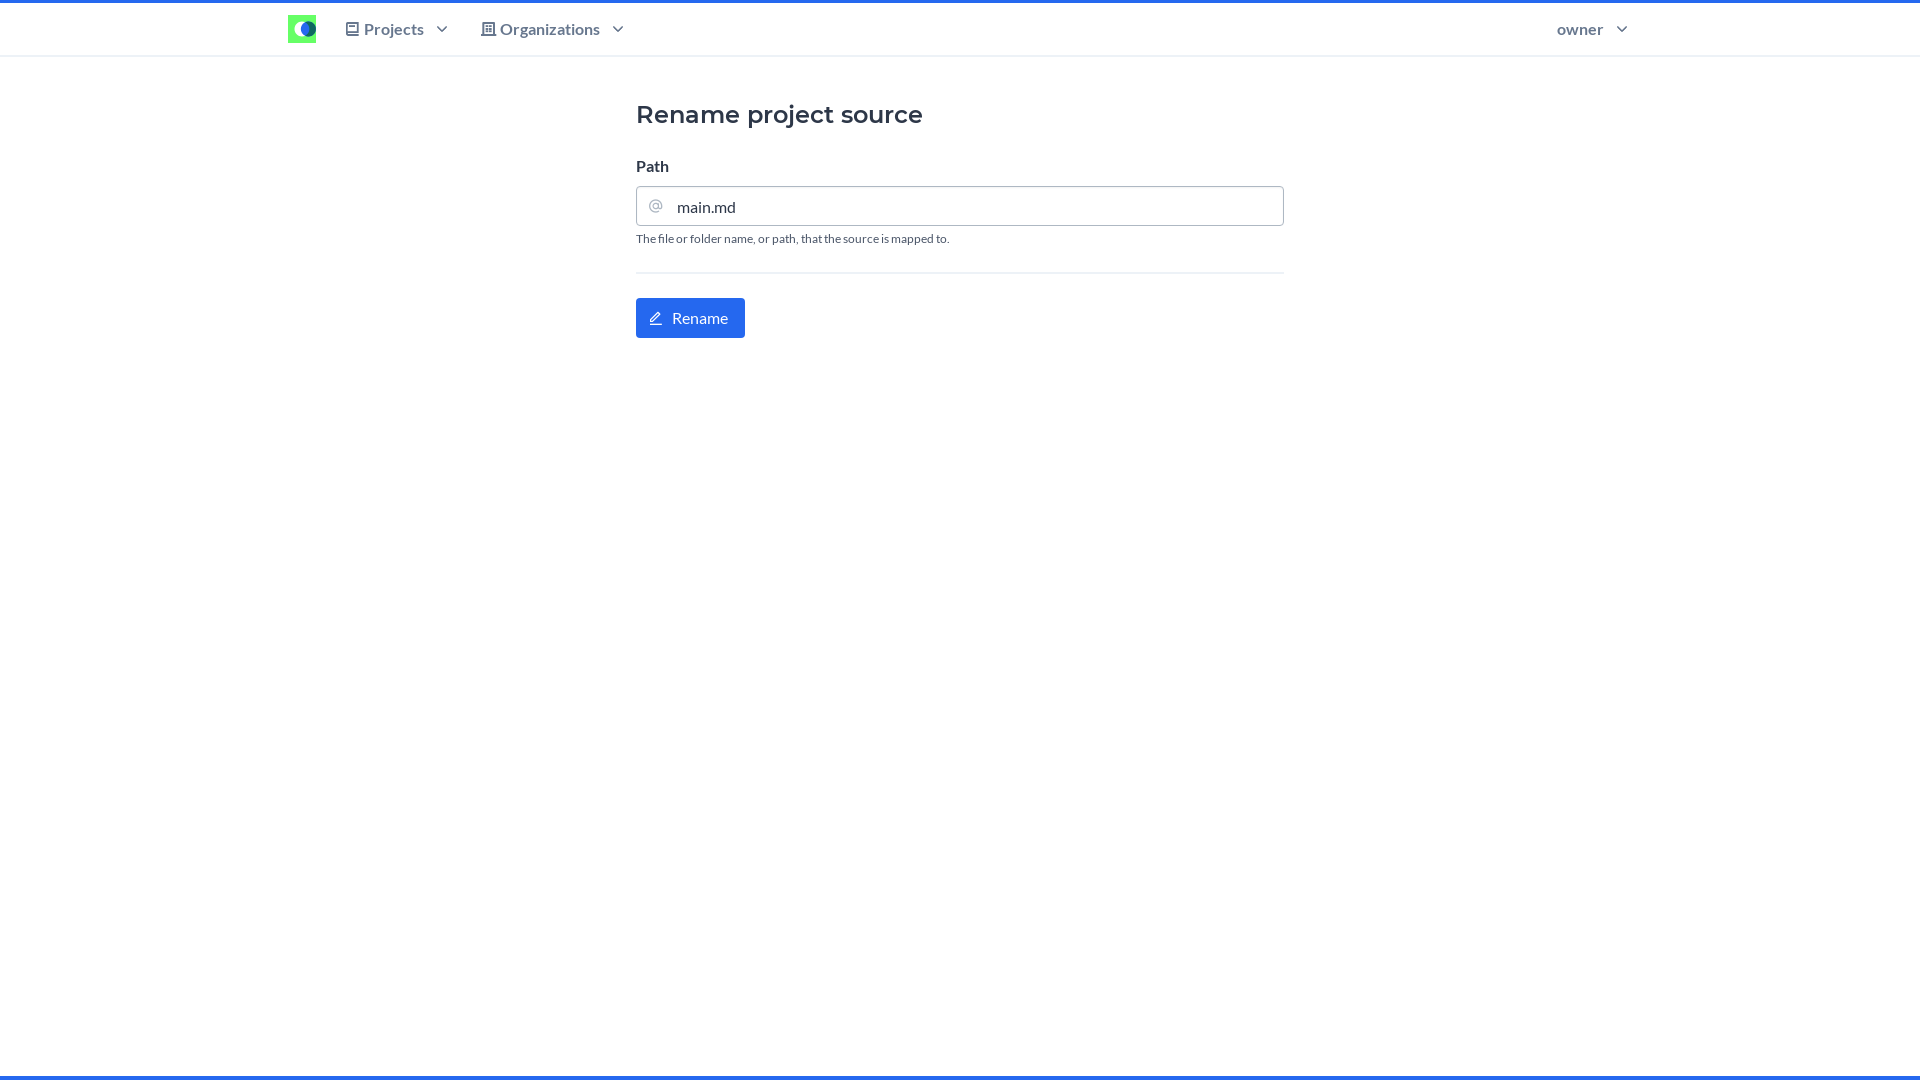 Projects
Organizations
owner
Rename project source
Path
@ main.md
The file or folder name, or path, that the source is mapped to.
Rename